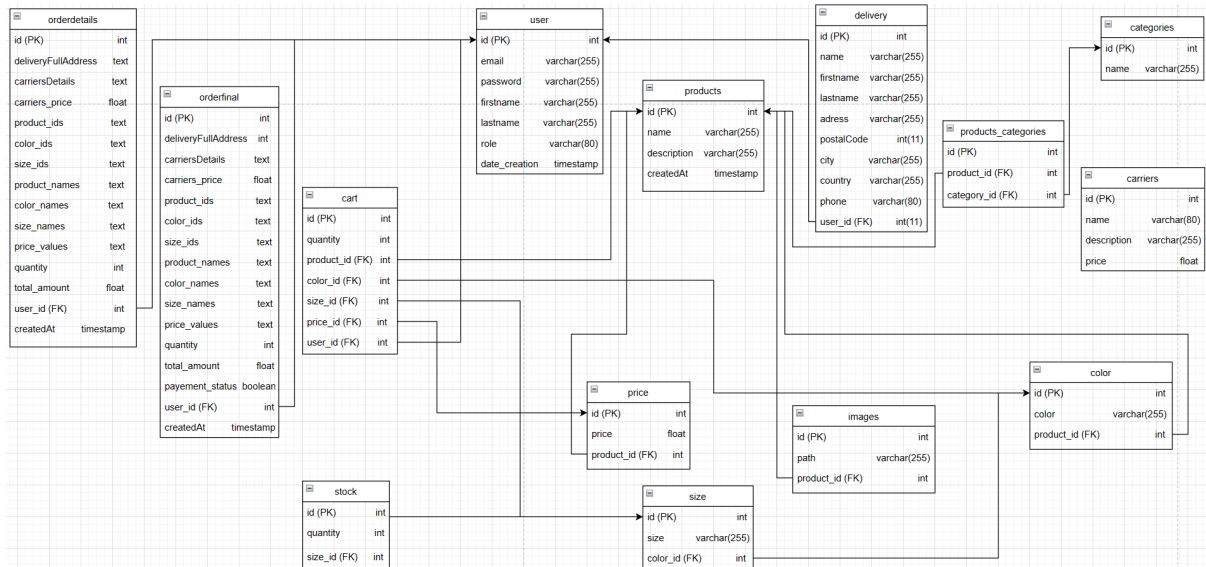 orderdetails
id (PK) int
deliveryFullAddress text
carriersDetails text
carriers_price float
product_ids text
color_ids text
size_ids text
product_names text
color_names text
size_names text
price_values text
quantity int
total_amount float
user_id (FK) int
createdAt timestamp
orderfinal
id (PK) int
deliveryFullAddress int
carriersDetails text
carriers_price float
product_ids text
color_ids text
size_ids text
product_names text
color_names text
size_names text
price_values text
quantity int
total_amount float
payement_status boolean
user_id (FK) int
createdAt timestamp
cart
id (PK) int
quantity int
product_id (FK) int
color_id (FK) int
size_id (FK) int
price_id (FK) int
user_id (FK) int
stock
id (PK) int
quantity int
size_id (FK) int
user
id (PK) int
email varchar(255)
password varchar(255)
firstname varchar(255)
lastname varchar(255)
role varchar(80)
date_creation timestamp
products
id (PK) int
name varchar(255)
description varchar(255)
createdAt timestamp
price
id (PK) int
price float
product_id (FK) int
size
id (PK) int
size varchar(255)
color_id (FK) int
delivery
id (PK) int
name varchar(255)
firstname varchar(255)
lastname varchar(255)
adress varchar(255)
postalCode int(11)
city varchar(255)
country varchar(255)
phone varchar(80)
user_id (FK) int(11)
images
id (PK) int
path varchar(255)
product_id (FK) int
products_categories
id (PK) int
product_id (FK) int
category_id (FK) int
categories
id (PK) int
name varchar(255)
carriers
id (PK) int
name varchar(80)
description varchar(255)
price float
color
id (PK) int
color varchar(255)
product_id (FK) int